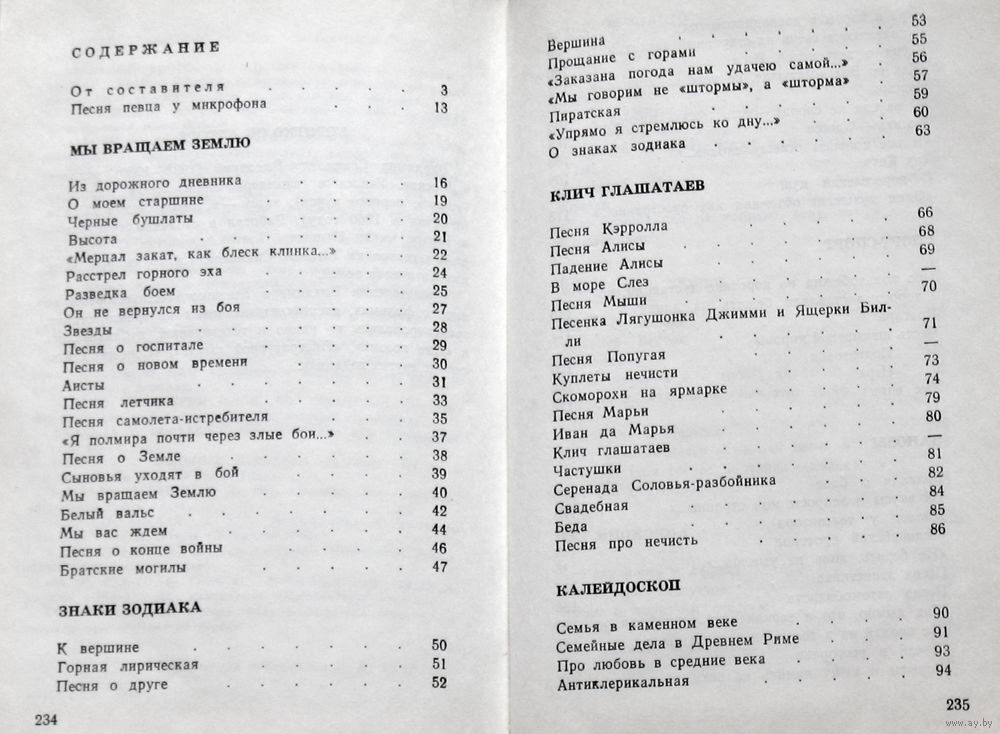 СОДЕРЖАНИЕ
От составителя . . . . . 3
Песня певца у микрофона . . . 13
МЫ ВРАЩАЕМ ЗЕМЛЮ
Из дорожного дневника . . . . 16
О моем старшине . . . . . 19
Черные бушлаты . . . . . 20
Высота . . . . . . . 21
«Мерцал закат, как блеск клинка...» . . 22
Расстрел горного эха . . . . 24
Разведка боем . . . . . 25
Он не вернулся из боя . . . . 27
Звезды . . . . . . . 28
Песня о госпитале . . . . . 29
Песня о новом времени . . . . 30
Аисты . . . . . . . 31
Песня летчика . . . . . 33
Песня самолета-истребителя . . . 35
«Я полмира почти через злые бои...» . . 37
Песня о Земле . . . . . 38
Сыновья уходят в бой . . . . 39
Мы вращаем Землю . . . . . 40
Белый вальс . . . . . . 42
Мы вас ждем . . . . . . 44
Песня о конце войны . . . . 46
Братские могилы . . . . . 47
ЗНАКИ ЗОДИАКА
К вершине . . . . . . 50
Горная лирическая . . . . . 51
Песня о друге . . . . . . 52
234
Вершина . . . . . . 53
Прощание с горами . . . . . 55
«Заказана погода нам удачею самой...» . 56
«Мы говорим не «штормы», а «шторма» . 57
Пиратская . . . . . . 59
«Упрямо я стремлюсь ко дну...» . . . 60
О знаках зодиака . . . . . 63
КЛИЧ ГЛАШАТАЕВ
Песня Кэрролла . . . . . 66
Песня Алисы . . . . . . 68
Падение Алисы . . . . . 69
В море Слез . . . . . . —
Песня Мыши . . . . . . 70
Песенка Лягушонка Джимми и Ящерки Бил-
ли . . . . . . . 71
Песня Попугая . . . . . —
Куплеты нечисти . . . . . 73
Скоморохи на ярмарке . . . . 74
Песня Марьи . . . . . . 79
Иван да Марья . . . . . 80
Клич глашатаев . . . . . —
Частушки . . . . . . 81
Серенада Соловья-разбойника . . . 82
Свадебная . . . . . . 84
Беда . . . . . . . 85
Песня про нечисть . . . . . 86
КАЛЕЙДОСКОП
Семья в каменном веке . . . . 90
Семейные дела в Древнем Риме . . . 91
Про любовь в средние века . . . . 93
Антиклерикальная . . . . . 94
235
www.ay.by